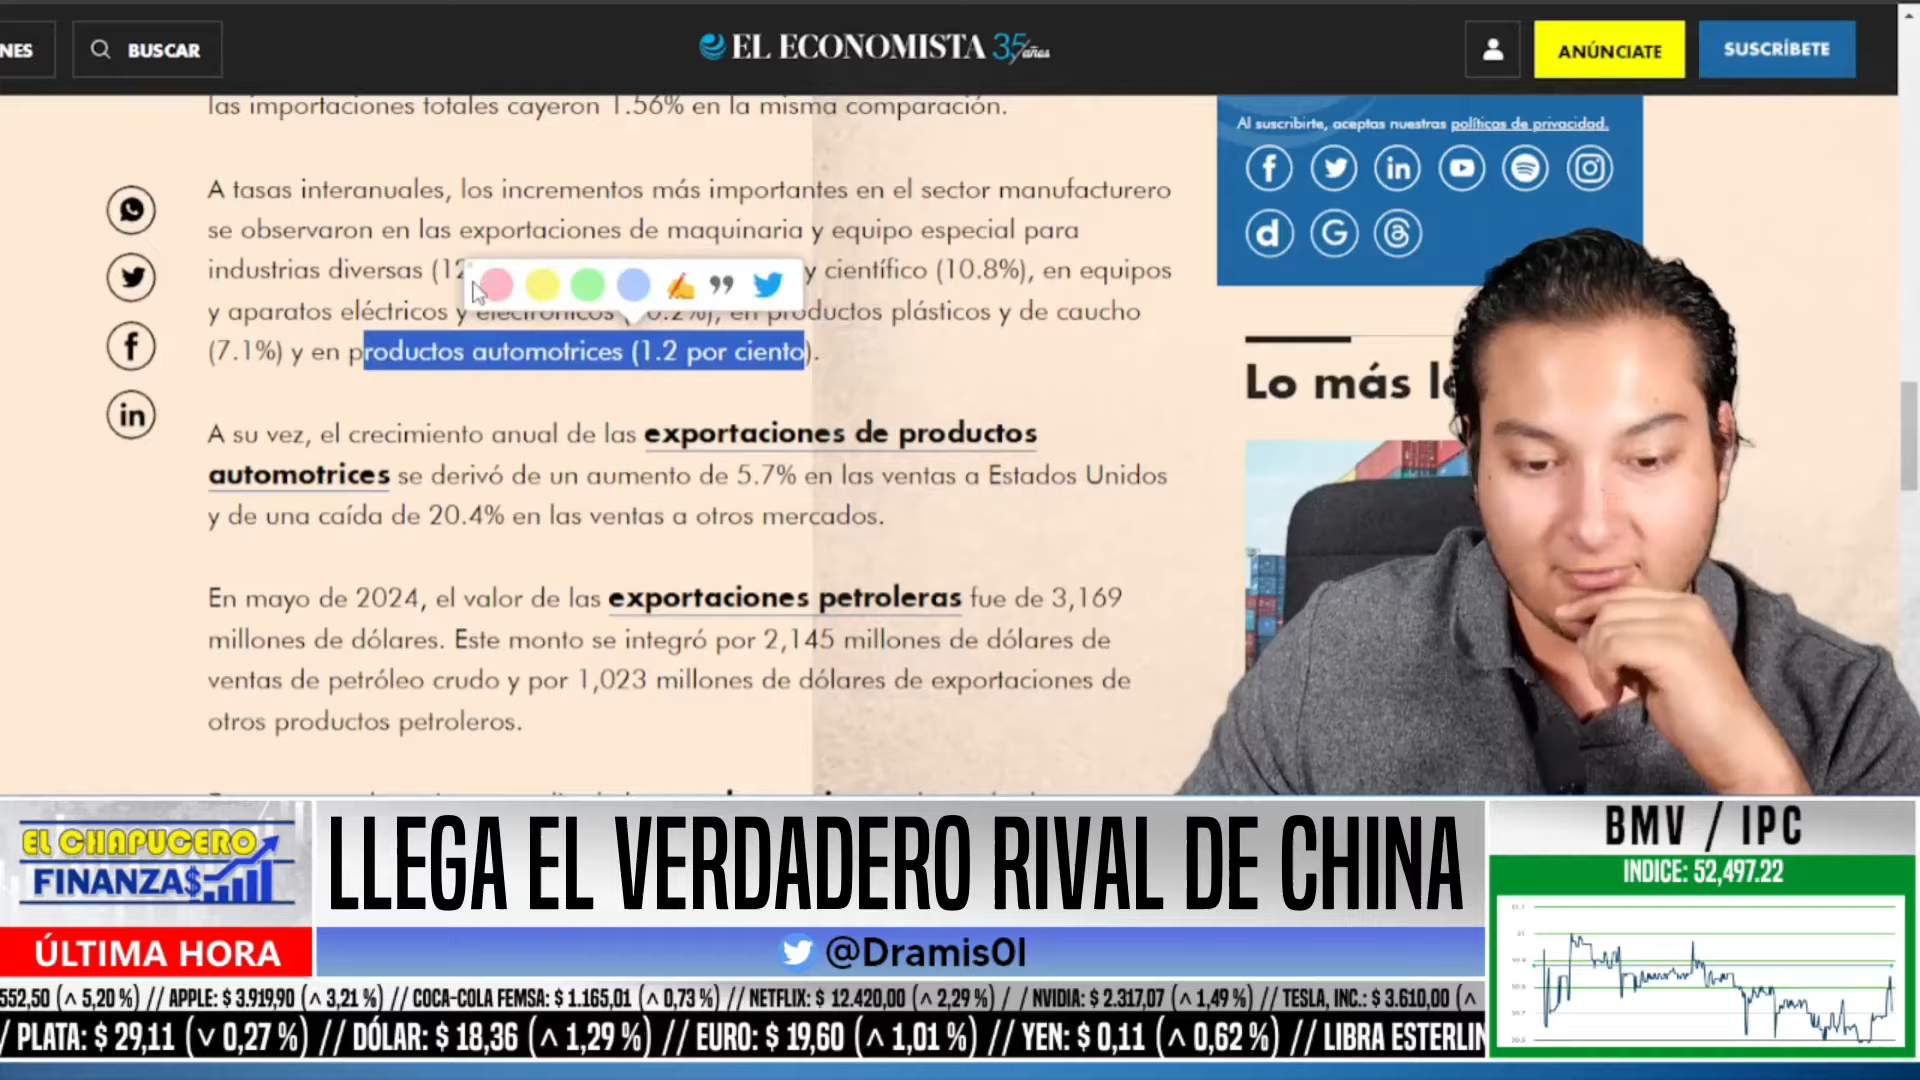 NES
BUSCAR
EL ECONOMISTA 35 años
ANÚNCIATE
SUSCRÍBETE
las importaciones totales cayeron 1.56% en la misma comparación.
A tasas interanuales, los incrementos más importantes en el sector manufacturero
se observaron en las exportaciones de maquinaria y equipo especial para
industrias diversas (12 y científico (10.8%), en equipos
y aparatos eléctricos y electrónicos 0.2%), en productos plásticos y de caucho
(7.1%) y en productos automotrices (1.2 por ciento).
A su vez, el crecimiento anual de las exportaciones de productos
automotrices se derivó de un aumento de 5.7% en las ventas a Estados Unidos
y de una caída de 20.4% en las ventas a otros mercados.
En mayo de 2024, el valor de las exportaciones petroleras fue de 3,169
millones de dólares. Este monto se integró por 2,145 millones de dólares de
ventas de petróleo crudo y por 1,023 millones de dólares de exportaciones de
otros productos petroleros.
Al suscribirte, aceptas nuestras políticas de privacidad.
Lo más le
EL CHAPUCERO
FINANZAS
LLEGA EL VERDADERO RIVAL DE CHINA
ÚLTIMA HORA
@Dramis01
BMV / IPC
INDICE: 52,497.22
552,50 (^ 5,20 %) // APPLE: $ 3.919,90 (^ 3,21 %) // COCA-COLA FEMSA: $ 1.165,01 (^ 0,73 %) // NETFLIX: $ 12.420,00 (^ 2,29 %) / / NVIDIA: $ 2.317,07 (^ 1,49 %) // TESLA, INC.: $ 3.610,00 (^
/ PLATA: $ 29,11 (v 0,27 %) // DÓLAR: $ 18,36 (^ 1,29 %) // EURO: $ 19,60 (^ 1,01 %) // YEN: $ 0,11 (^ 0,62 %) // LIBRA ESTERLIN